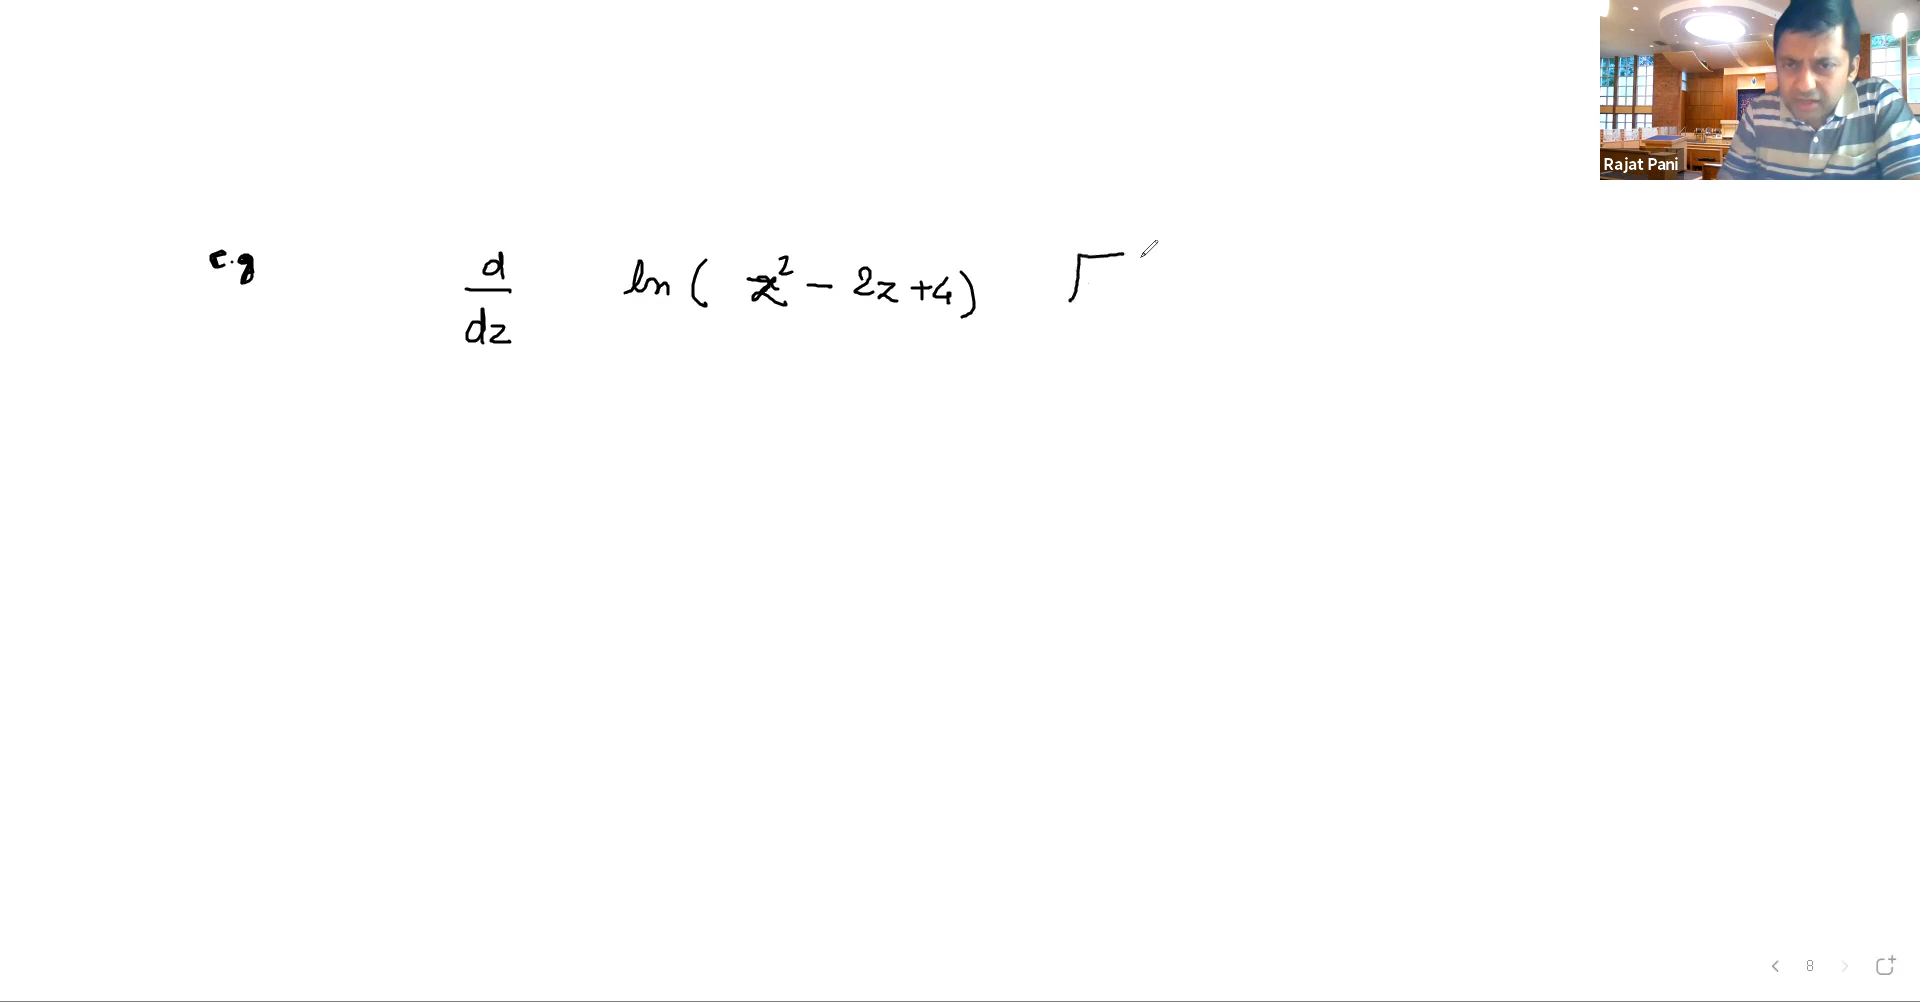 Rajat Pani
e.g d/dz ln( z² - 2z +4)
8